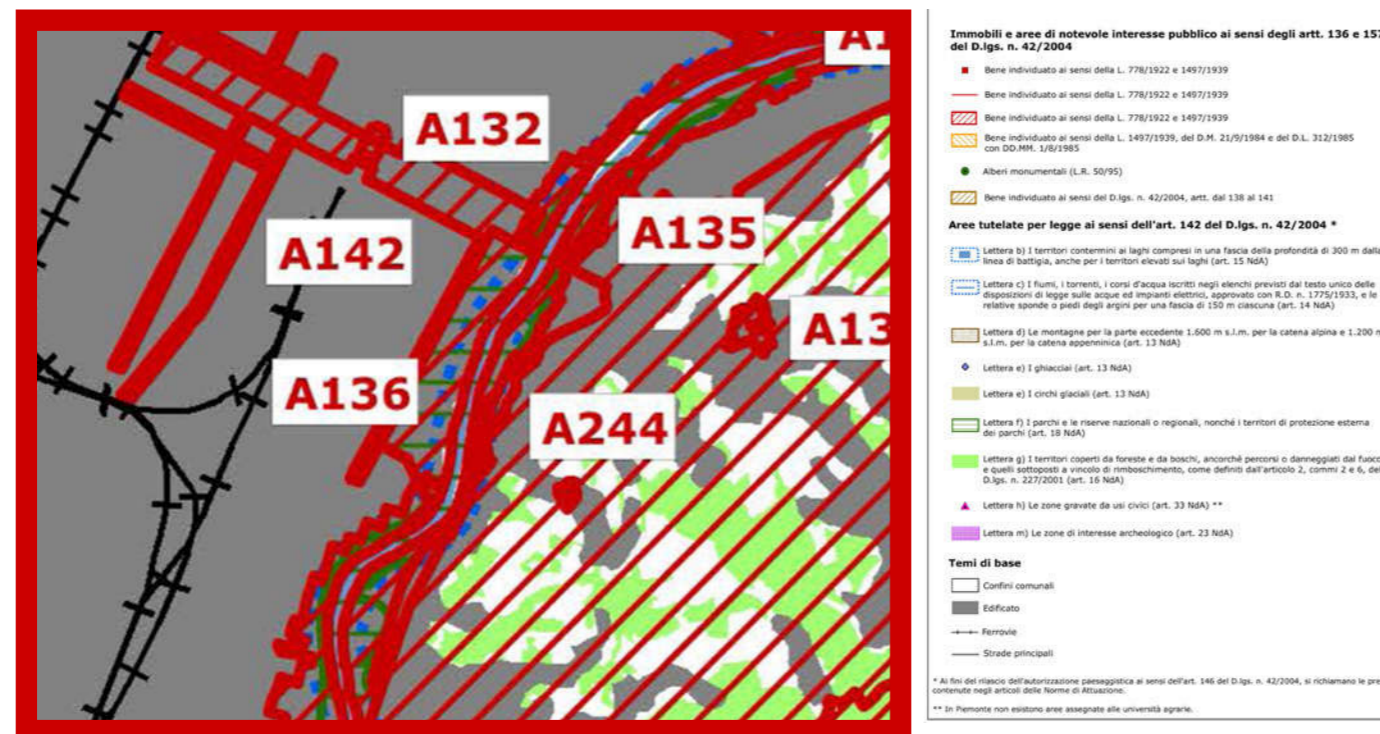 A1
A132
A142
A135
A13
A136
A244
Immobili e aree di notevole interesse pubblico ai sensi degli artt. 136 e 157
del D.lgs. n. 42/2004
Bene individuato ai sensi della L. 778/1922 e 1497/1939
Bene individuato ai sensi della L. 778/1922 e 1497/1939
Bene individuato ai sensi della L. 778/1922 e 1497/1939
Bene individuato ai sensi della L. 1497/1939, del D.M. 21/9/1984 e del D.L. 312/1985
con DD.MM. 1/8/1985
Alberi monumentali (L.R. 50/95)
Bene individuato ai sensi del D.lgs. n. 42/2004, artt. dal 138 al 141
Aree tutelate per legge ai sensi dell'art. 142 del D.lgs. n. 42/2004 *
Lettera b) I territori contermini ai laghi compresi in una fascia della profondità di 300 m dalla
linea di battigia, anche per i territori elevati sui laghi (art. 15 NdA)
Lettera c) I fiumi, i torrenti, i corsi d'acqua iscritti negli elenchi previsti dal testo unico delle
disposizioni di legge sulle acque ed impianti elettrici, approvato con R.D. n. 1775/1933, e le
relative sponde o piedi degli argini per una fascia di 150 m ciascuna (art. 14 NdA)
Lettera d) Le montagne per la parte eccedente 1.600 m s.l.m. per la catena alpina e 1.200 m
s.l.m. per la catena appenninica (art. 13 NdA)
Lettera e) I ghiacciai (art. 13 NdA)
Lettera e) I circhi glaciali (art. 13 NdA)
Lettera f) I parchi e le riserve nazionali o regionali, nonché i territori di protezione esterna
dei parchi (art. 18 NdA)
Lettera g) I territori coperti da foreste e da boschi, ancorché percorsi o danneggiati dal fuoco,
e quelli sottoposti a vincolo di rimboschimento, come definiti dall'articolo 2, commi 2 e 6, del
D.lgs. n. 227/2001 (art. 16 NdA)
Lettera h) Le zone gravate da usi civici (art. 33 NdA) **
Lettera m) Le zone di interesse archeologico (art. 23 NdA)
Temi di base
Confini comunali
Edificato
Ferrovie
Strade principali
* Ai fini del rilascio dell'autorizzazione paesaggistica ai sensi dell'art. 146 del D.lgs. n. 42/2004, si richiamano le pre
contenute negli articoli delle Norme di Attuazione.
** In Piemonte non esistono aree assegnate alle università agrarie.